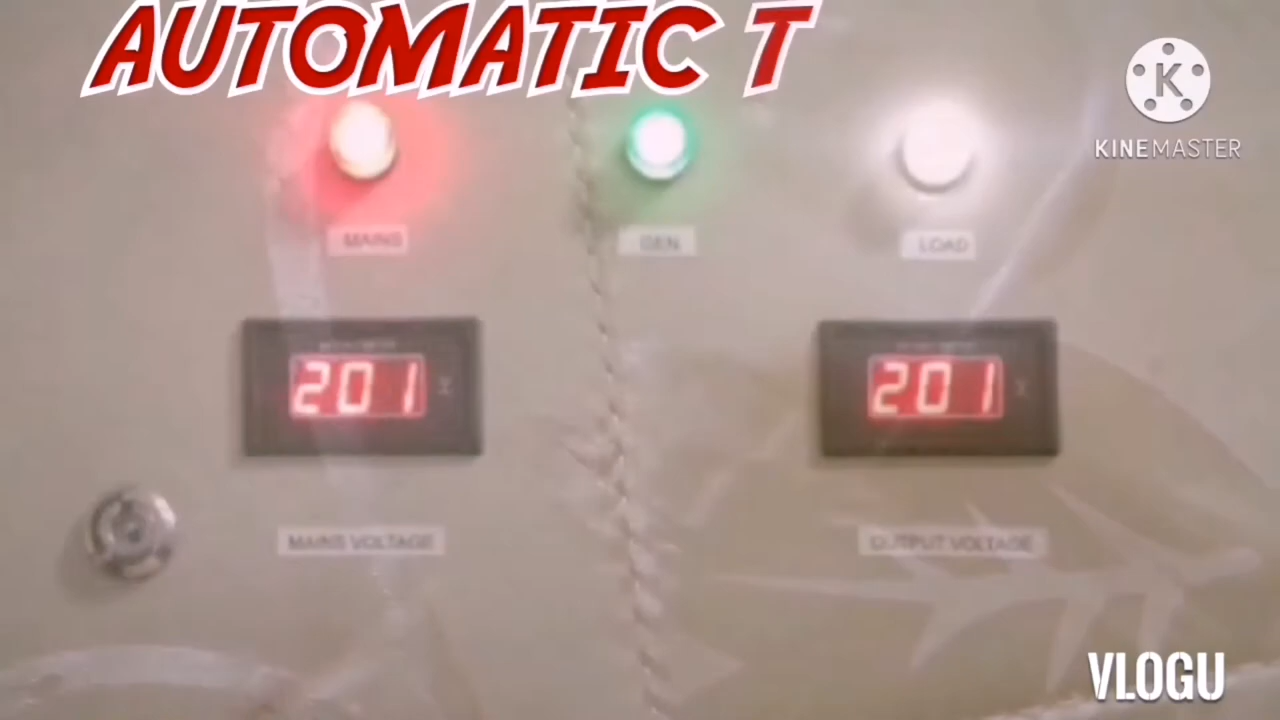 AUTOMATIC T
KINEMASTER
MAINS
GEN
LOAD
201
201
MAINS VOLTAGE
OUTPUT VOLTAGE
VLOGU